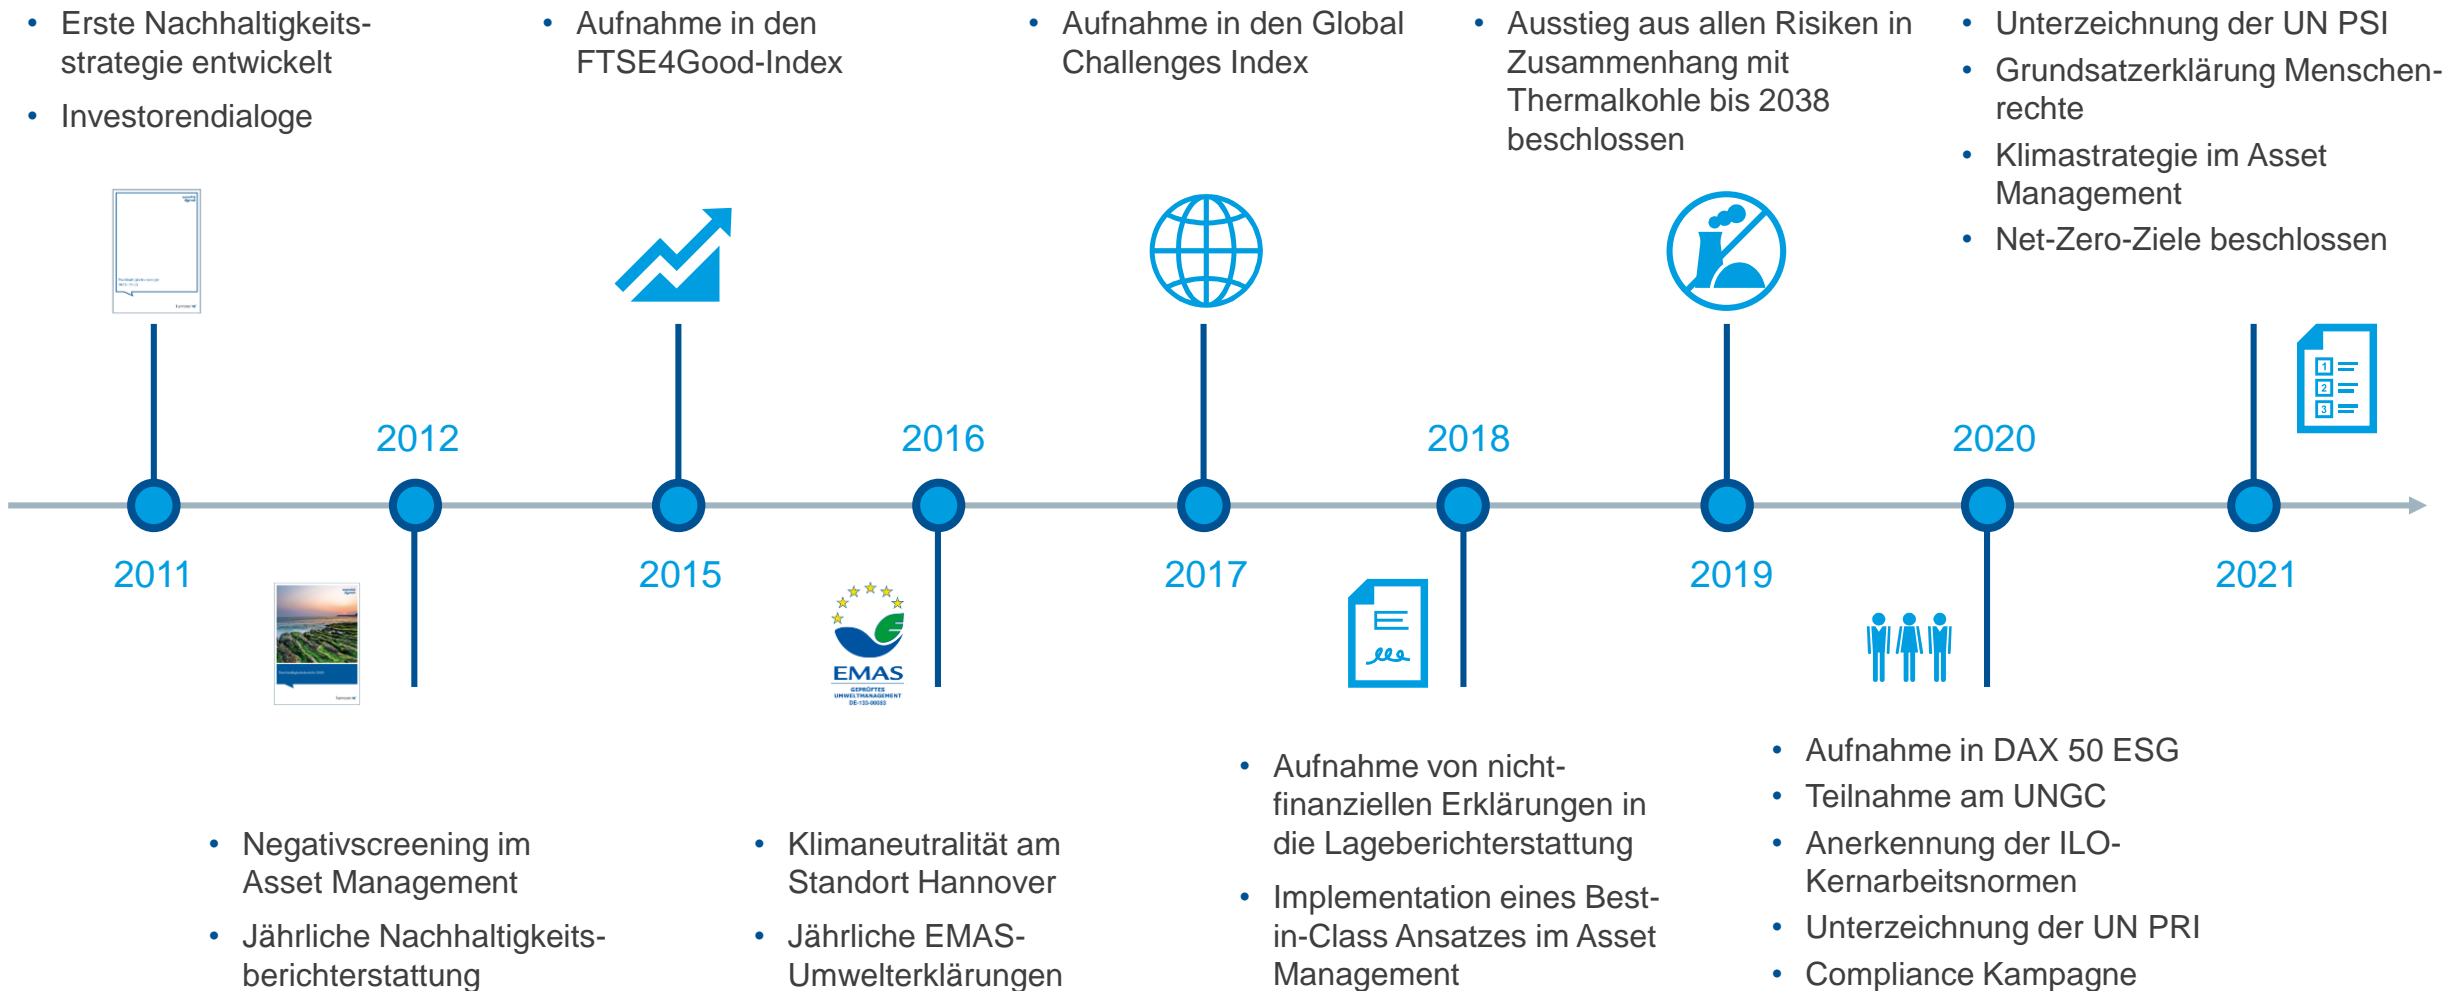 • Erste Nachhaltigkeits-
strategie entwickelt
• Investorendialoge
• Aufnahme in den
FTSE4Good-Index
• Aufnahme in den Global
Challenges Index
• Ausstieg aus allen Risiken in
Zusammenhang mit
Thermalkohle bis 2038
beschlossen
• Unterzeichnung der UN PSI
• Grundsatzerklärung Menschen-
rechte
• Klimastrategie im Asset
Management
• Net-Zero-Ziele beschlossen
1
2
3
2012
2016
2018
2020
2011
2015
2017
2019
2021
EMAS
GEPRÜFTES
UMWELTMANAGEMENT
• Negativscreening im
Asset Management
• Jährliche Nachhaltigkeits-
berichterstattung
• Klimaneutralität am
Standort Hannover
• Jährliche EMAS-
Umwelterklärungen
• Aufnahme von nicht-
finanziellen Erklärungen in
die Lageberichterstattung
• Implementation eines Best-
in-Class Ansatzes im Asset
Management
• Aufnahme in DAX 50 ESG
• Teilnahme am UNGC
• Anerkennung der ILO-
Kernarbeitsnormen
• Unterzeichnung der UN PRI
• Compliance Kampagne